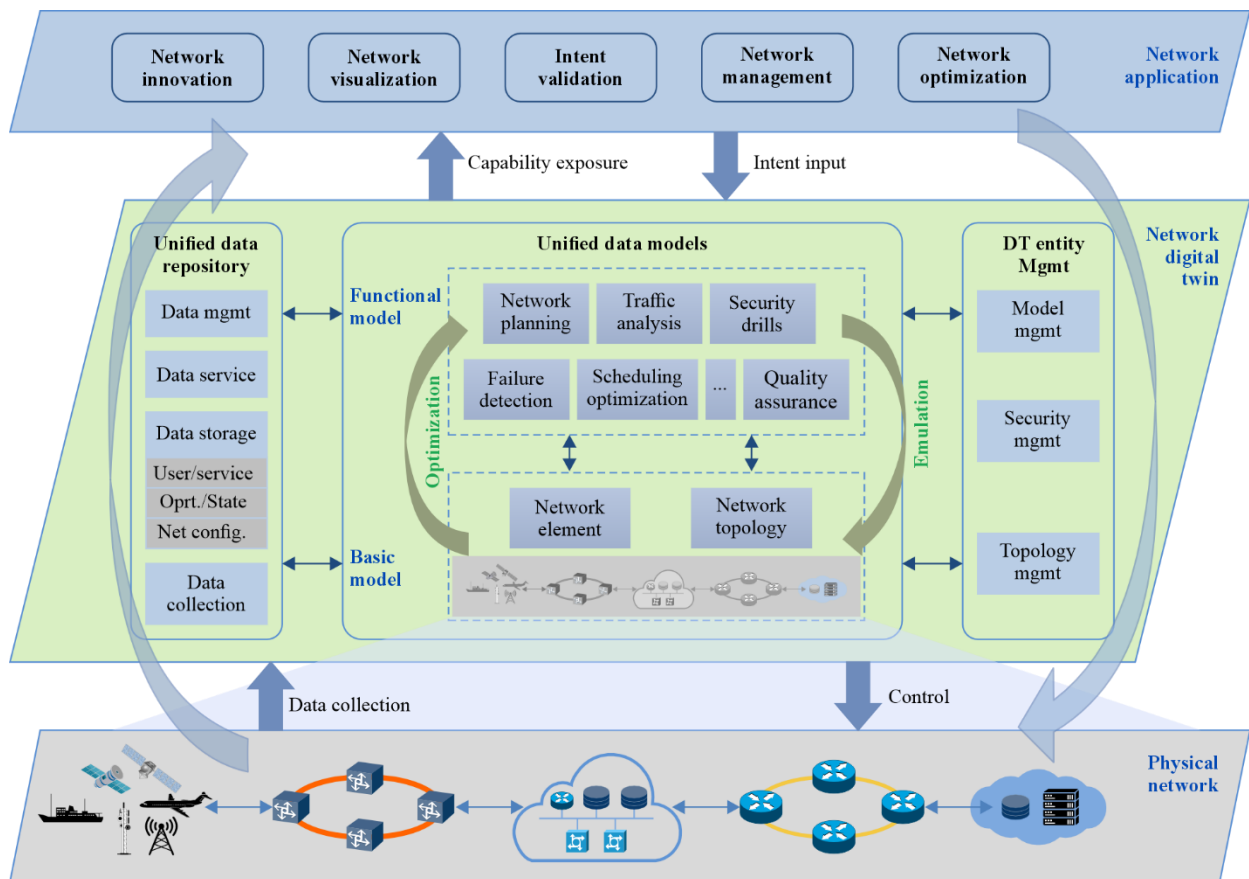 Network
innovation
Network
visualization
Intent
validation
Network
management
Network
optimization
Network
application
Capability exposure
Intent input
Unified data
repository
Data mgmt
Data service
Data storage
User/service
Oprt./State
Net config.
Data
collection
Unified data models
Functional
model
Network
planning
Traffic
analysis
Security
drills
Failure
detection
Scheduling
optimization
...
Quality
assurance
Optimization
Emulation
Basic
model
Network
element
Network
topology
DT entity
Mgmt
Model
mgmt
Security
mgmt
Topology
mgmt
Network
digital
twin
Data collection
Control
Physical
network